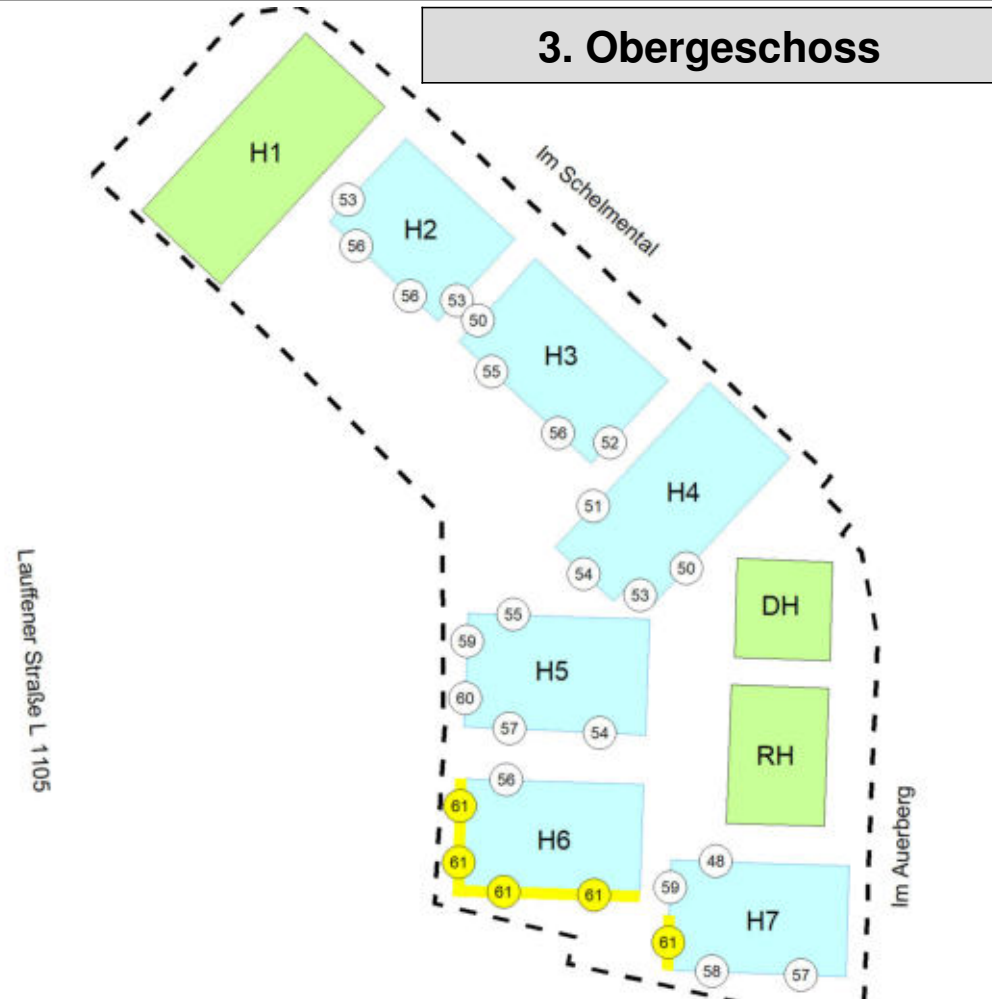 3. Obergeschoss
Im Schelmental
H1
53
H2
56
56
53
50
H3
55
56
52
H4
51
54
50
53
DH
55
59
H5
60
57
54
Lauffener Straße L 1105
RH
56
61
H6
61
61
61
Im Auerberg
48
59
H7
61
58
57